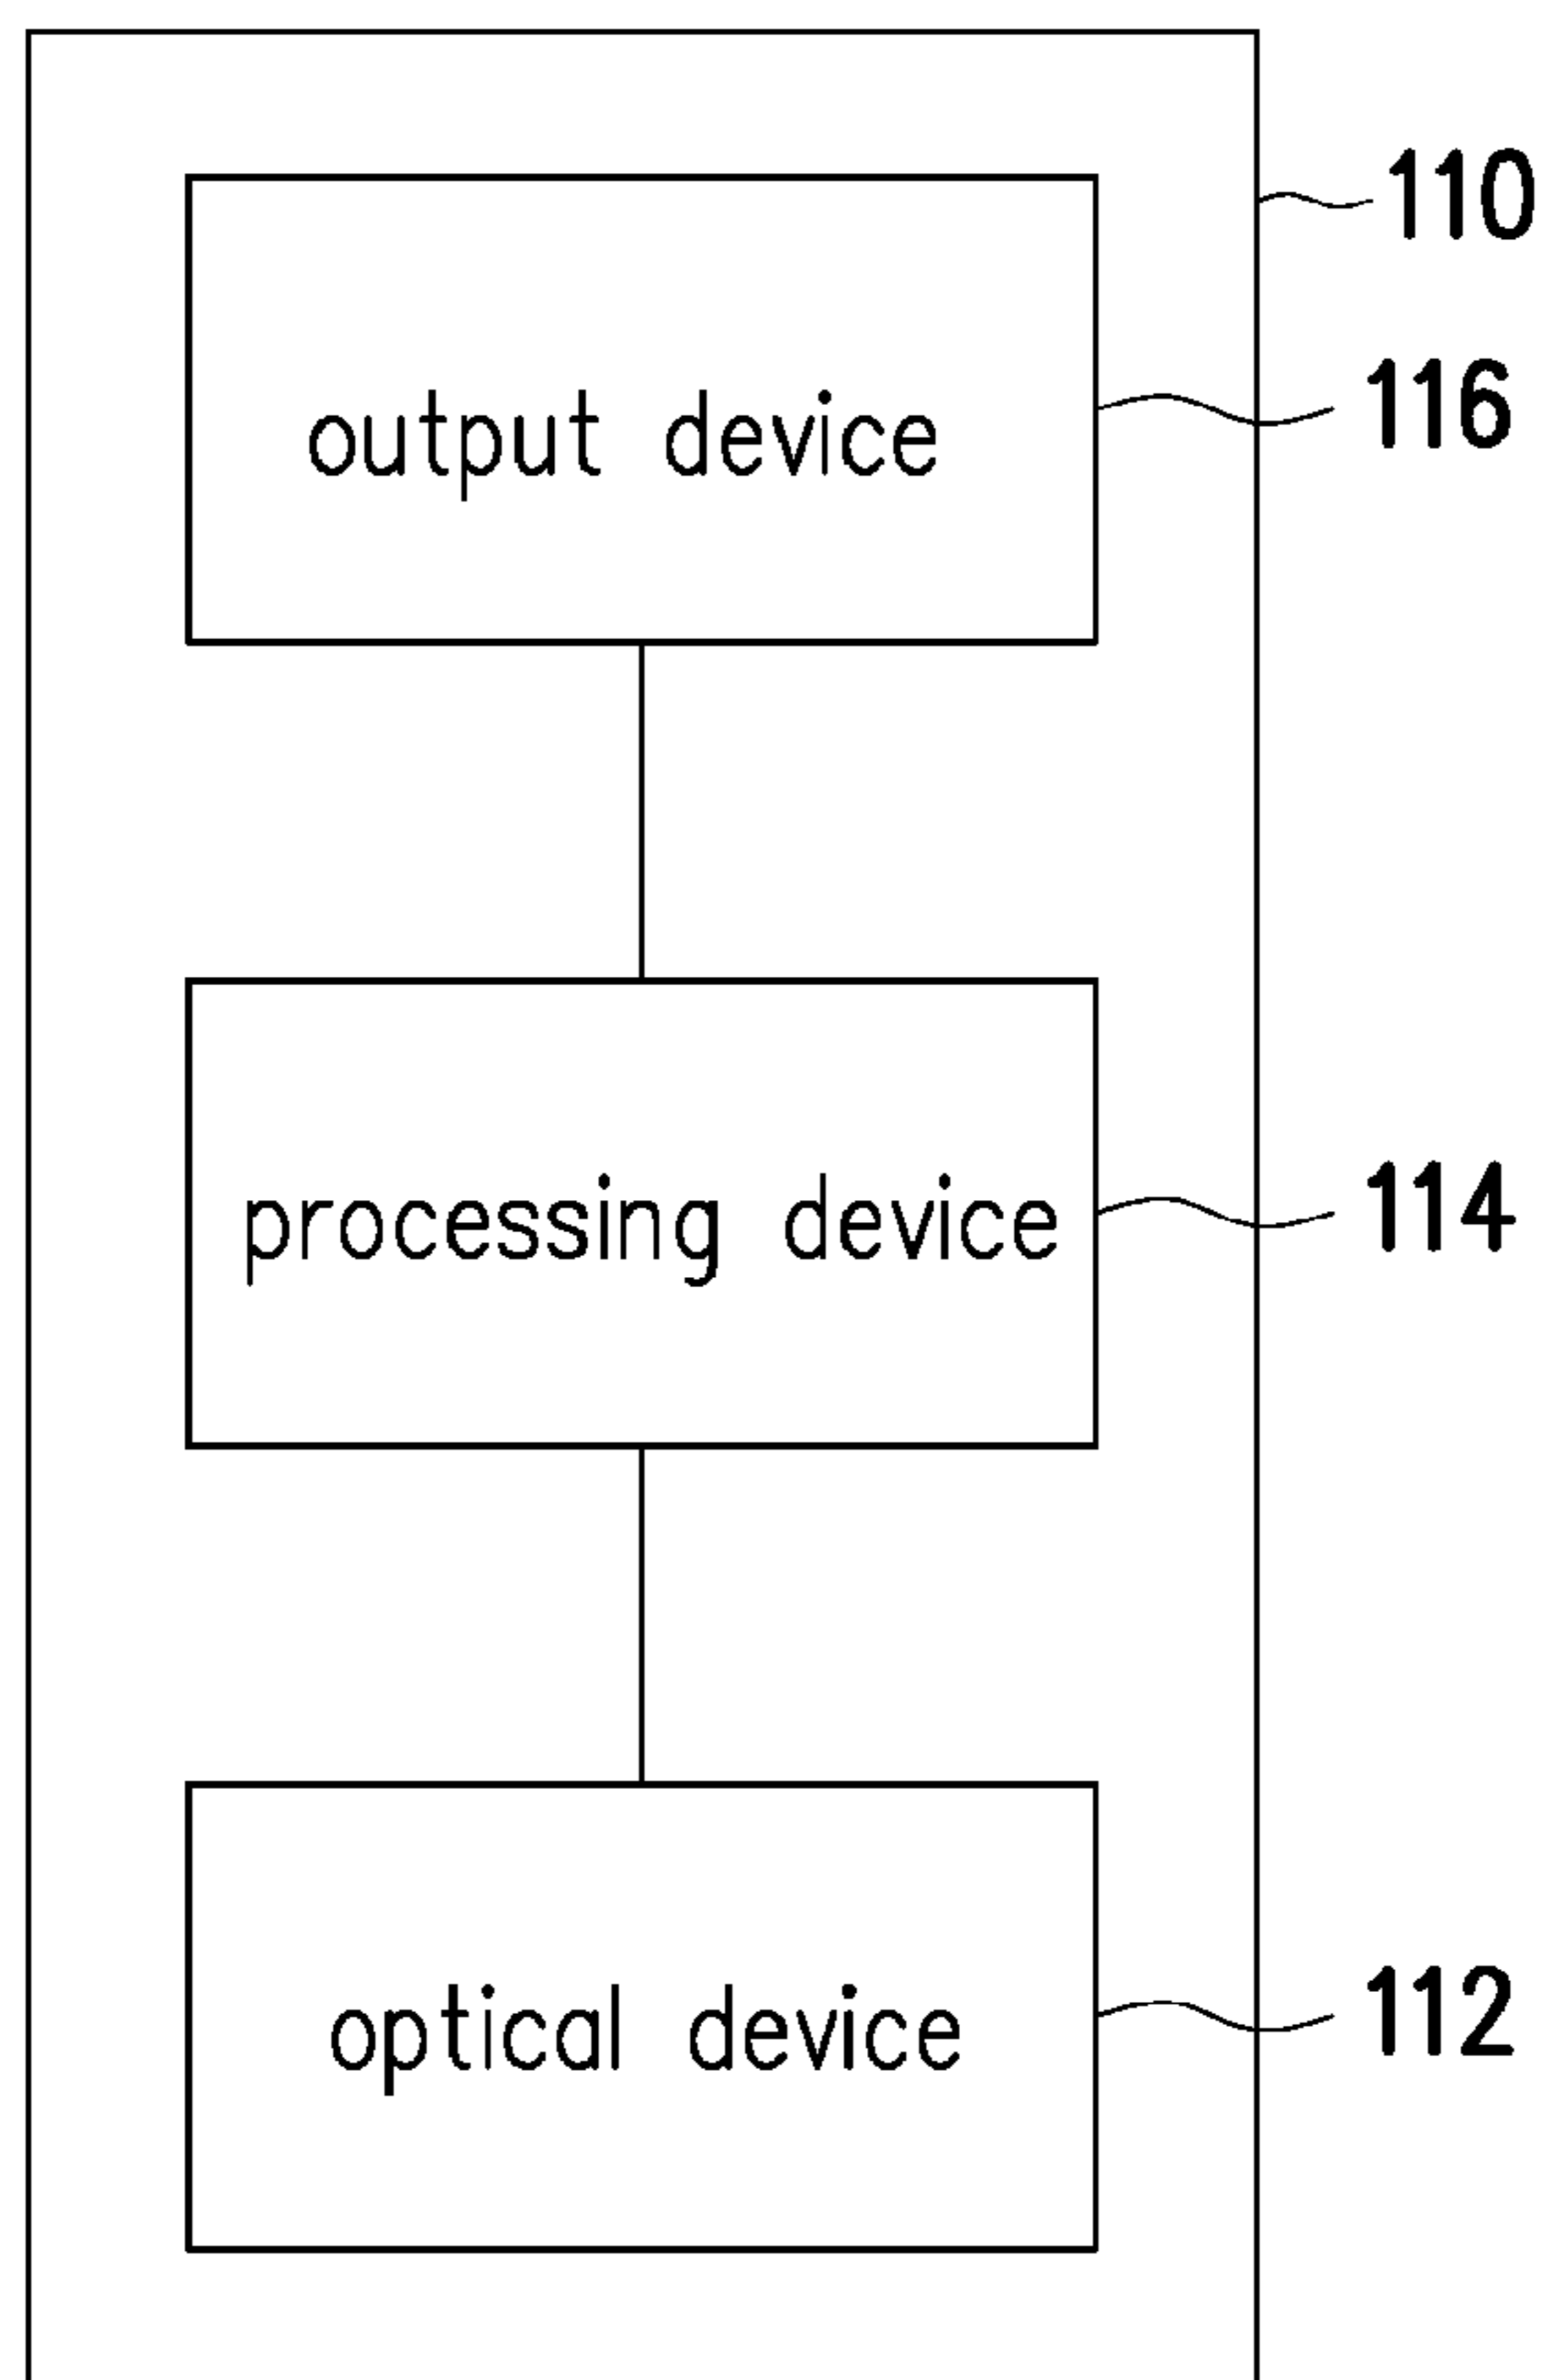 110
116
output device
114
processing device
112
optical device